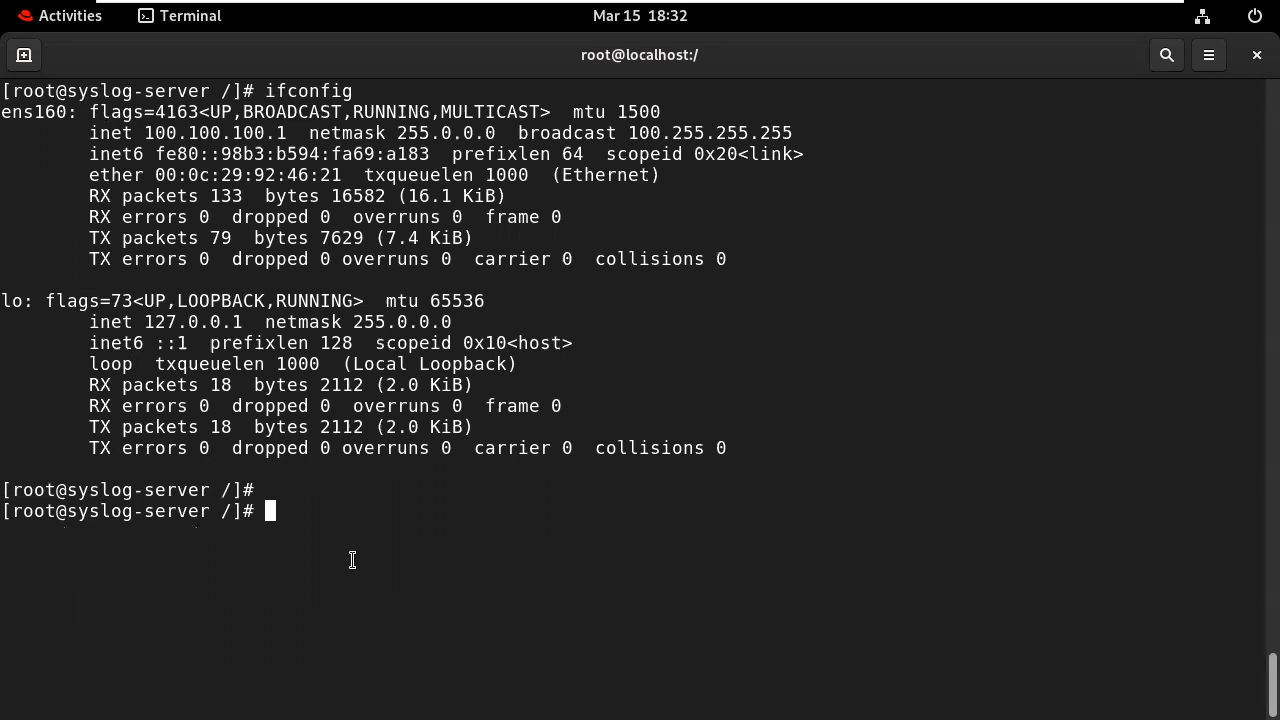 Activities Terminal Mar 15 18:32
root@localhost:/
[root@syslog-server /]# ifconfig
ens160: flags=4163<UP,BROADCAST,RUNNING,MULTICAST>  mtu 1500
        inet 100.100.100.1  netmask 255.0.0.0  broadcast 100.255.255.255
        inet6 fe80::98b3:b594:fa69:a183  prefixlen 64  scopeid 0x20<link>
        ether 00:0c:29:92:46:21  txqueuelen 1000  (Ethernet)
        RX packets 133  bytes 16582 (16.1 KiB)
        RX errors 0  dropped 0  overruns 0  frame 0
        TX packets 79  bytes 7629 (7.4 KiB)
        TX errors 0  dropped 0 overruns 0  carrier 0  collisions 0
lo: flags=73<UP,LOOPBACK,RUNNING>  mtu 65536
        inet 127.0.0.1  netmask 255.0.0.0
        inet6 ::1  prefixlen 128  scopeid 0x10<host>
        loop  txqueuelen 1000  (Local Loopback)
        RX packets 18  bytes 2112 (2.0 KiB)
        RX errors 0  dropped 0  overruns 0  frame 0
        TX packets 18  bytes 2112 (2.0 KiB)
        TX errors 0  dropped 0 overruns 0  carrier 0  collisions 0
[root@syslog-server /]#
[root@syslog-server /]#